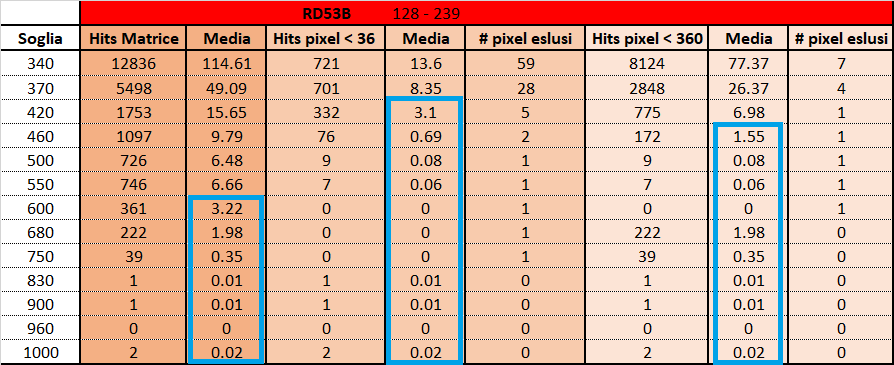 RD53B 128 - 239
Soglia Hits Matrice Media Hits pixel < 36 Media # pixel eslusi Hits pixel < 360 Media # pixel eslusi
340 12836 114.61 721 13.6 59 8124 77.37 7
370 5498 49.09 701 8.35 28 2848 26.37 4
420 1753 15.65 332 3.1 5 775 6.98 1
460 1097 9.79 76 0.69 2 172 1.55 1
500 726 6.48 9 0.08 1 9 0.08 1
550 746 6.66 7 0.06 1 7 0.06 1
600 361 3.22 0 0 1 0 0 1
680 222 1.98 0 0 1 222 1.98 0
750 39 0.35 0 0 1 39 0.35 0
830 1 0.01 1 0.01 0 1 0.01 0
900 1 0.01 1 0.01 0 1 0.01 0
960 0 0 0 0 0 0 0 0
1000 2 0.02 2 0.02 0 2 0.02 0